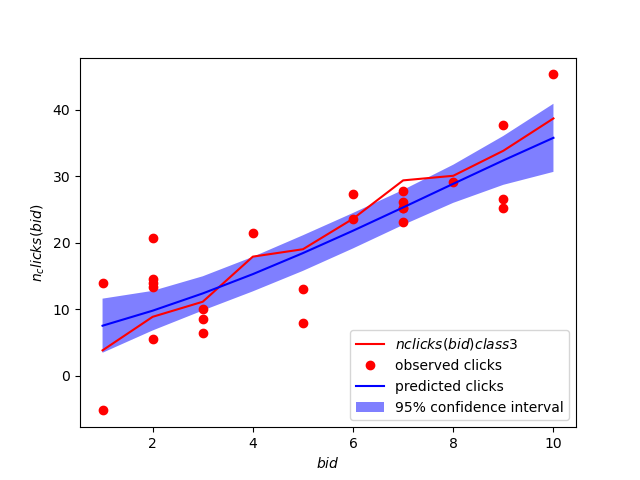 40
30
20
10
0
n_clicks(bid)
2
4
6
8
10
bid
nclicks(bid)class3
observed clicks
predicted clicks
95% confidence interval